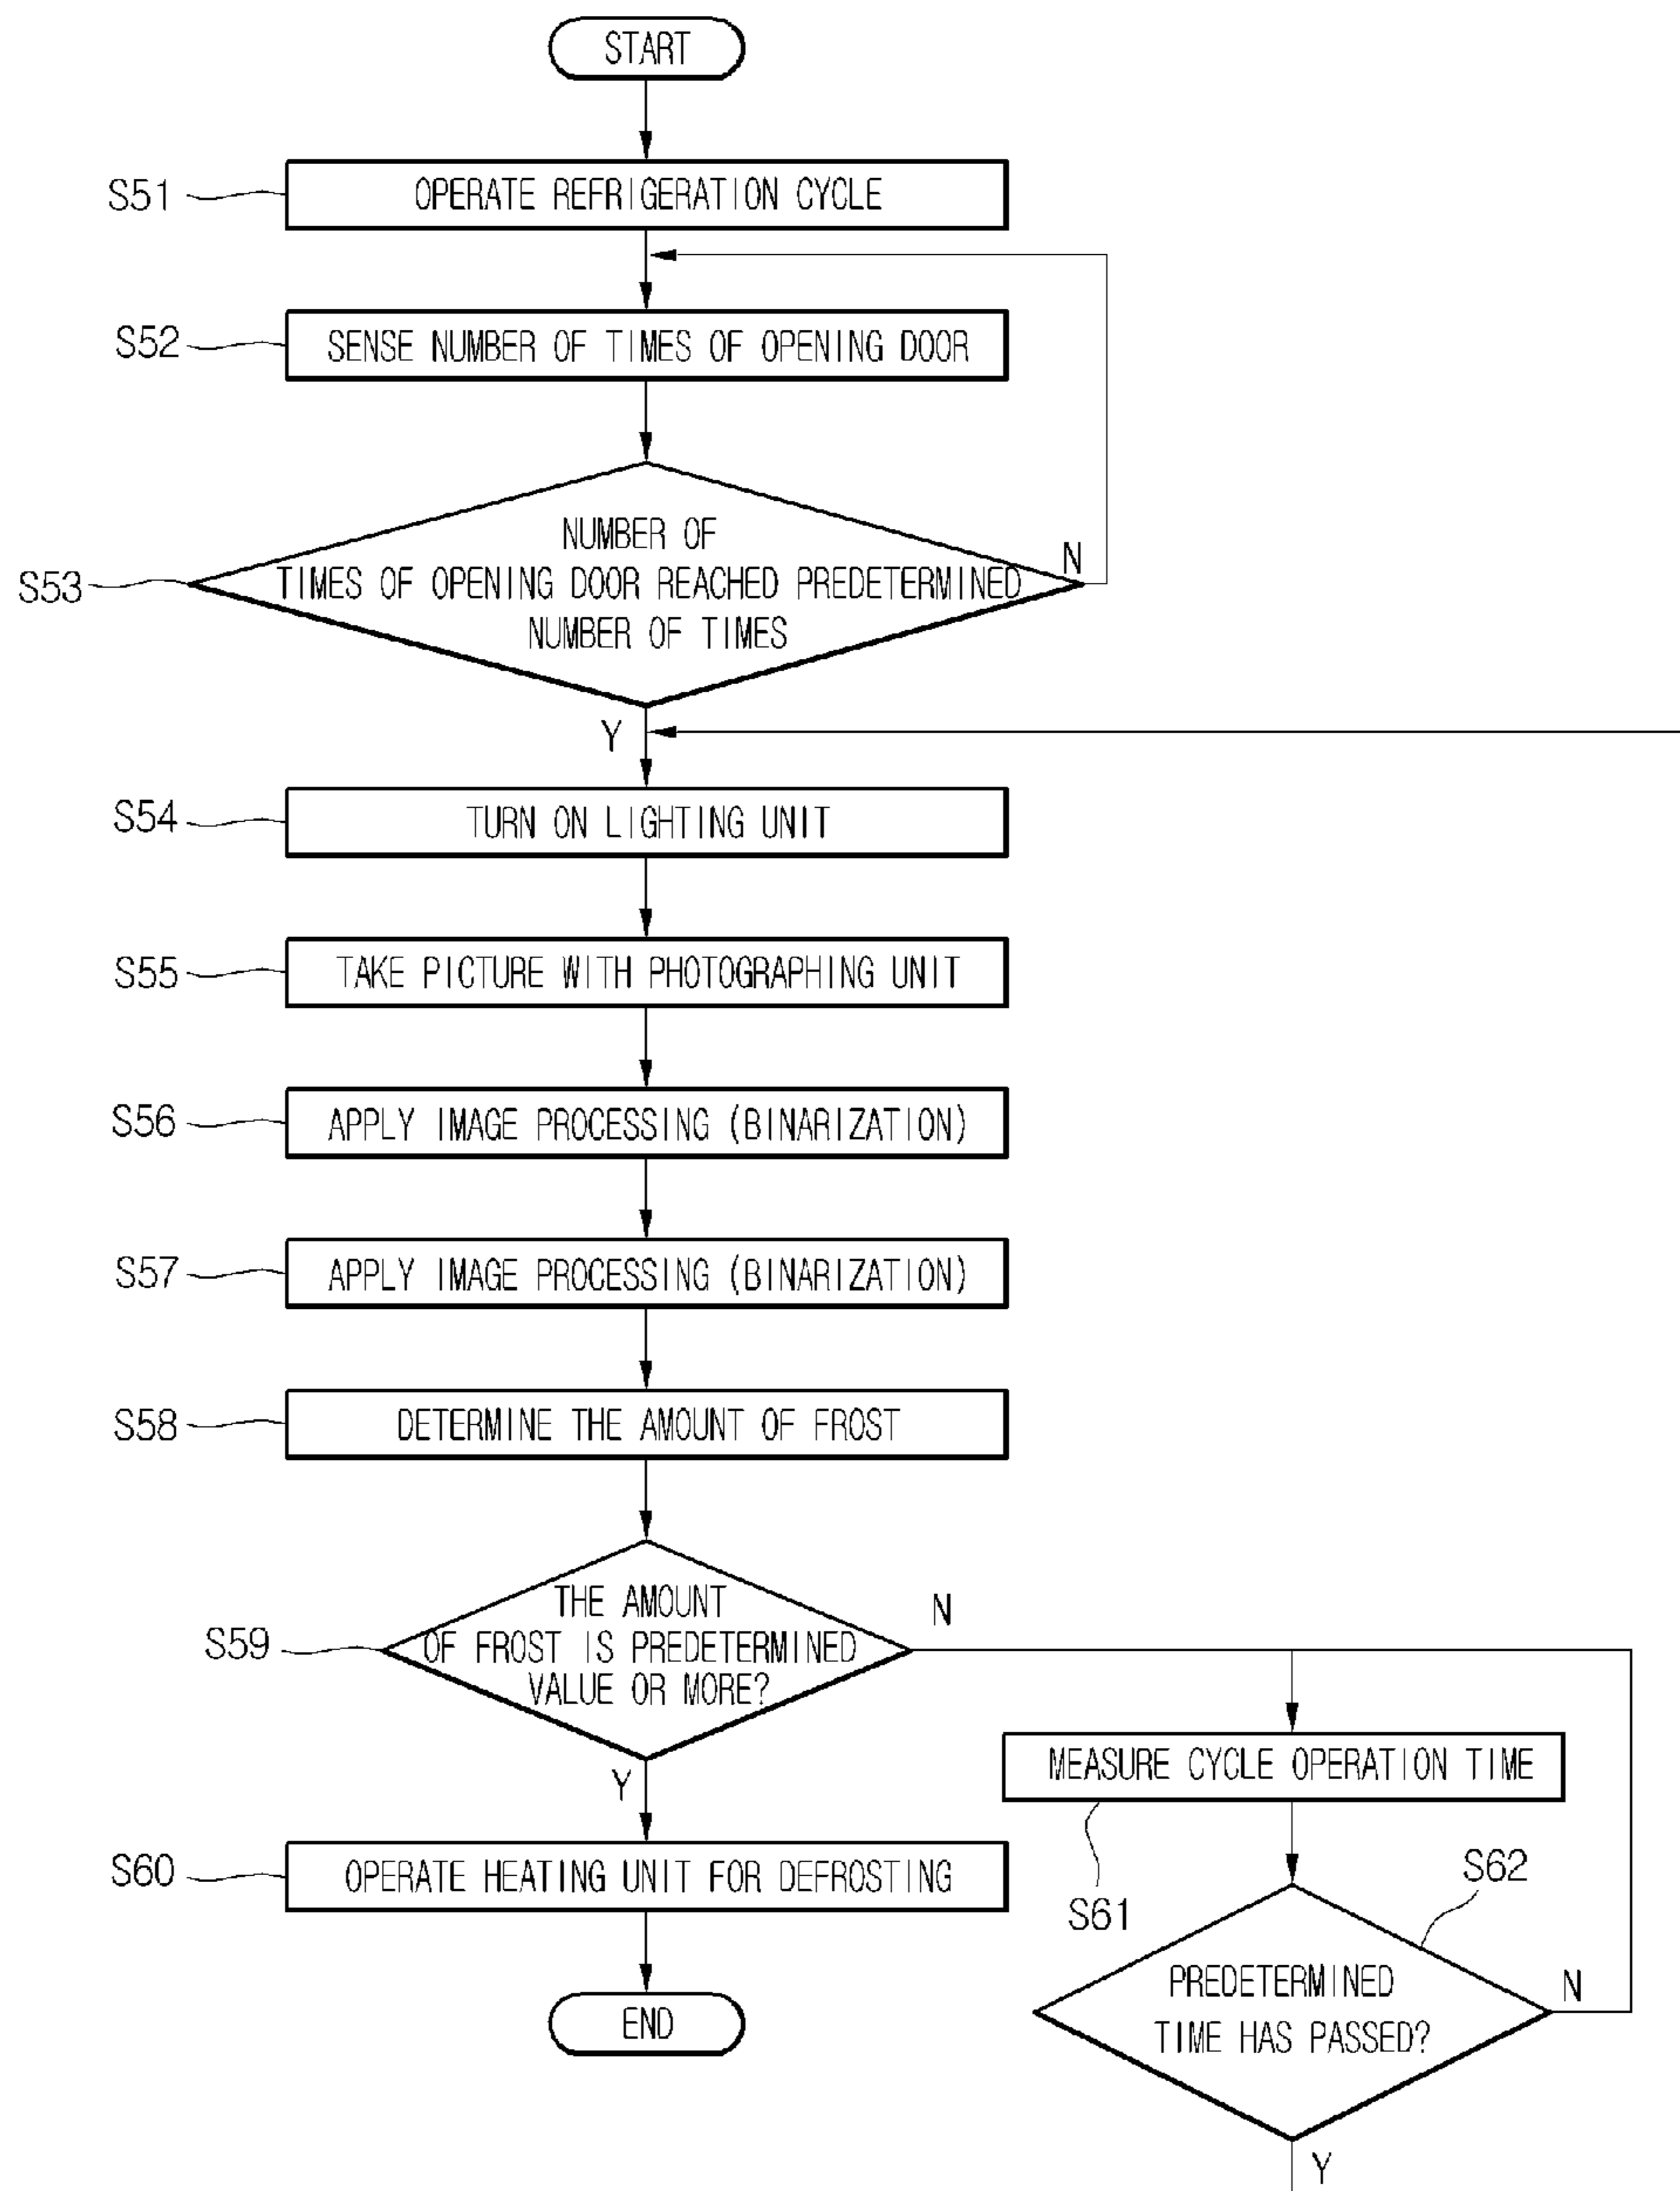 START
S51
OPERATE REFRIGERATION CYCLE
S52
SENSE NUMBER OF TIMES OF OPENING DOOR
S53
NUMBER OF
TIMES OF OPENING DOOR REACHED PREDETERMINED
NUMBER OF TIMES
N
Y
S54
TURN ON LIGHTING UNIT
S55
TAKE PICTURE WITH PHOTOGRAPHING UNIT
S56
APPLY IMAGE PROCESSING (BINARIZATION)
S57
APPLY IMAGE PROCESSING (BINARIZATION)
S58
DETERMINE THE AMOUNT OF FROST
S59
THE AMOUNT
OF FROST IS PREDETERMINED
VALUE OR MORE?
N
Y
S60
OPERATE HEATING UNIT FOR DEFROSTING
END
MEASURE CYCLE OPERATION TIME
S61
S62
PREDETERMINED
TIME HAS PASSED?
N
Y